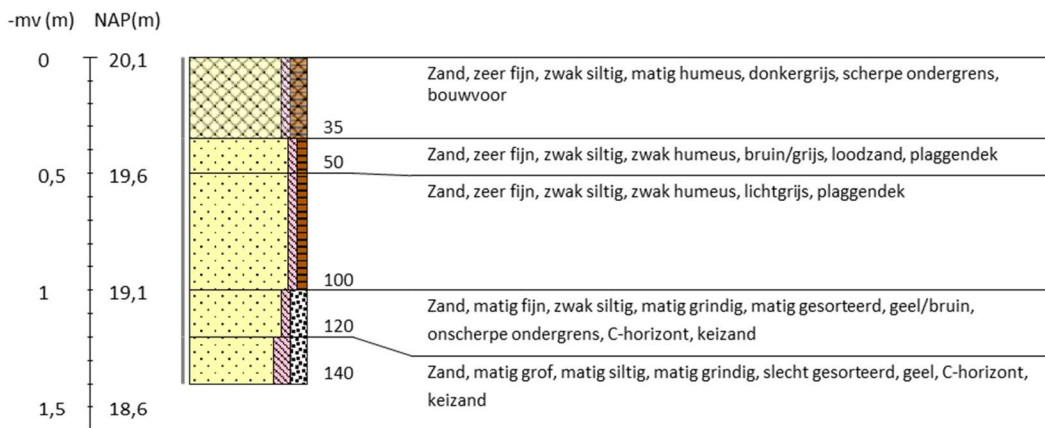 -mv (m) NAP(m)
0 20,1
Zand, zeer fijn, zwak siltig, matig humeus, donkergrijs, scherpe ondergrens,
bouwvoor
35
Zand, zeer fijn, zwak siltig, zwak humeus, bruin/grijs, loodzand, plaggendek
50
0,5 19,6
Zand, zeer fijn, zwak siltig, zwak humeus, lichtgrijs, plaggendek
100
1 19,1
Zand, matig fijn, zwak siltig, matig grindig, matig gesorteerd, geel/bruin,
onscherpe ondergrens, C-horizont, keizand
120
Zand, matig grof, matig siltig, matig grindig, slecht gesorteerd, geel, C-horizont,
keizand
140
1,5 18,6